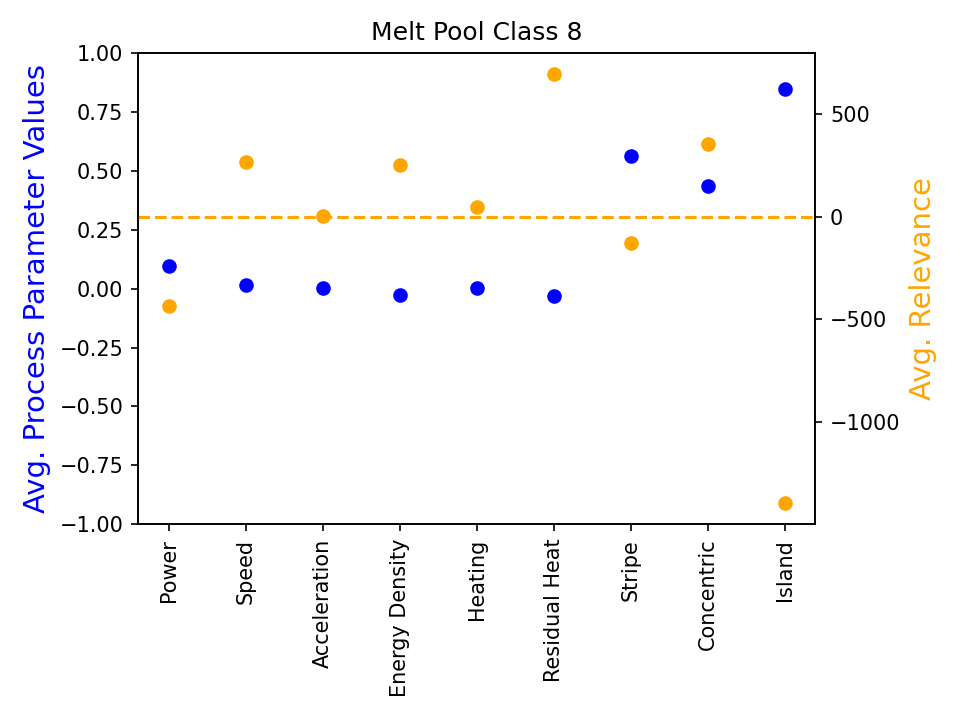 Melt Pool Class 8
Avg. Process Parameter Values
1.00
0.75
0.50
0.25
0.00
−0.25
−0.50
−0.75
−1.00
500
0
−500
−1000
Avg. Relevance
Power
Speed
Acceleration
Energy Density
Heating
Residual Heat
Stripe
Concentric
Island